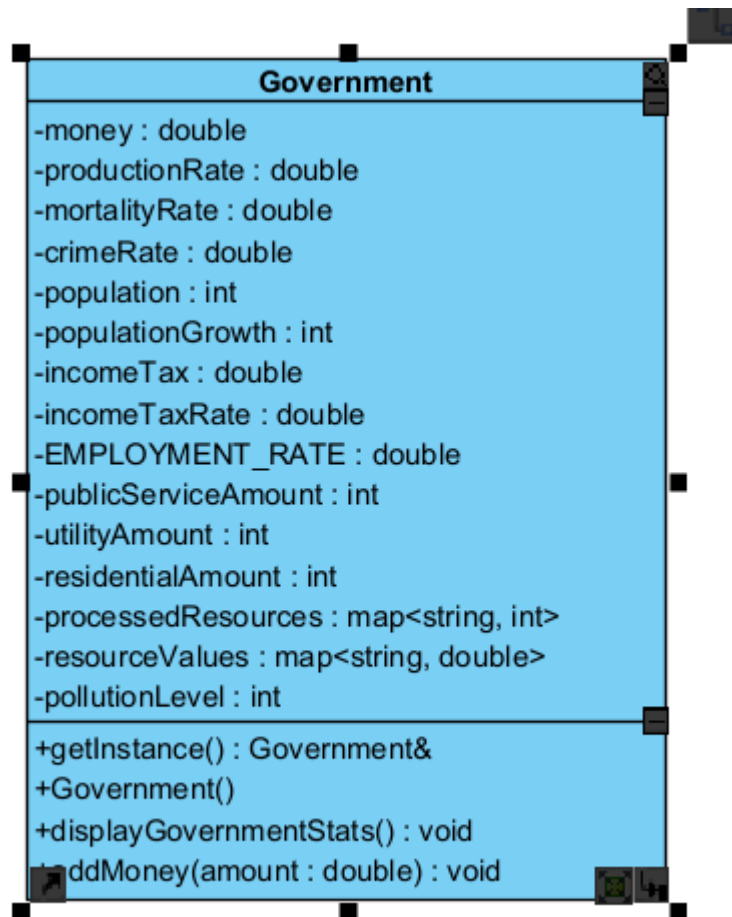 Government
-money : double
-productionRate : double
-mortalityRate : double
-crimeRate : double
-population : int
-populationGrowth : int
-incomeTax : double
-incomeTaxRate : double
-EMPLOYMENT_RATE : double
-publicServiceAmount : int
-utilityAmount : int
-residentialAmount : int
-processedResources : map<string, int>
-resourceValues : map<string, double>
-pollutionLevel : int
+getInstance() : Government&
+Government()
+displayGovernmentStats() : void
+addMoney(amount : double) : void